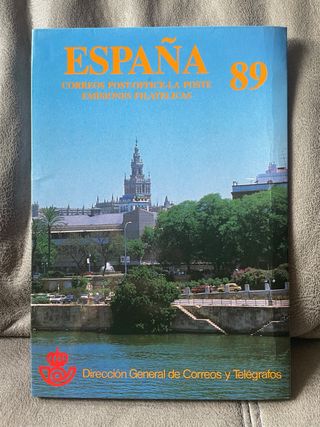 ESPAÑA
89
CORREOS POST-OFFICE-LA POSTE
EMISIONES FILATELICAS
Dirección General de Correos y Telégrafos